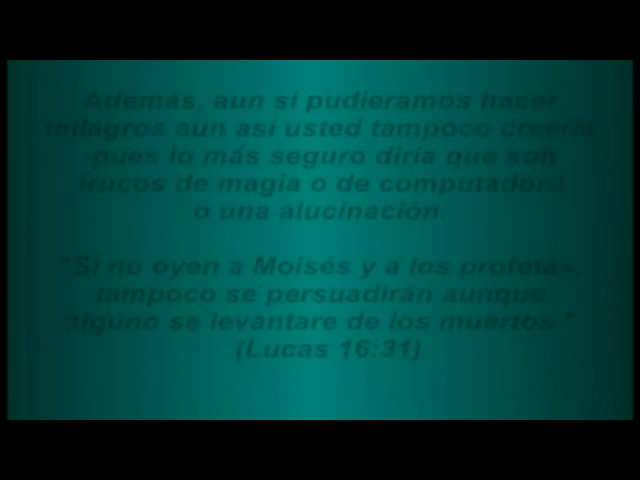 Además, aun si pudieramos hacer
milagros aun así usted tampoco creería
pues lo más seguro diría que son
trucos de magia o de computadora
o una alucinación.
"Si no oyen a Moisés y a los profetas,
tampoco se persuadirán aunque
alguno se levantare de los muertos."
(Lucas 16:31)